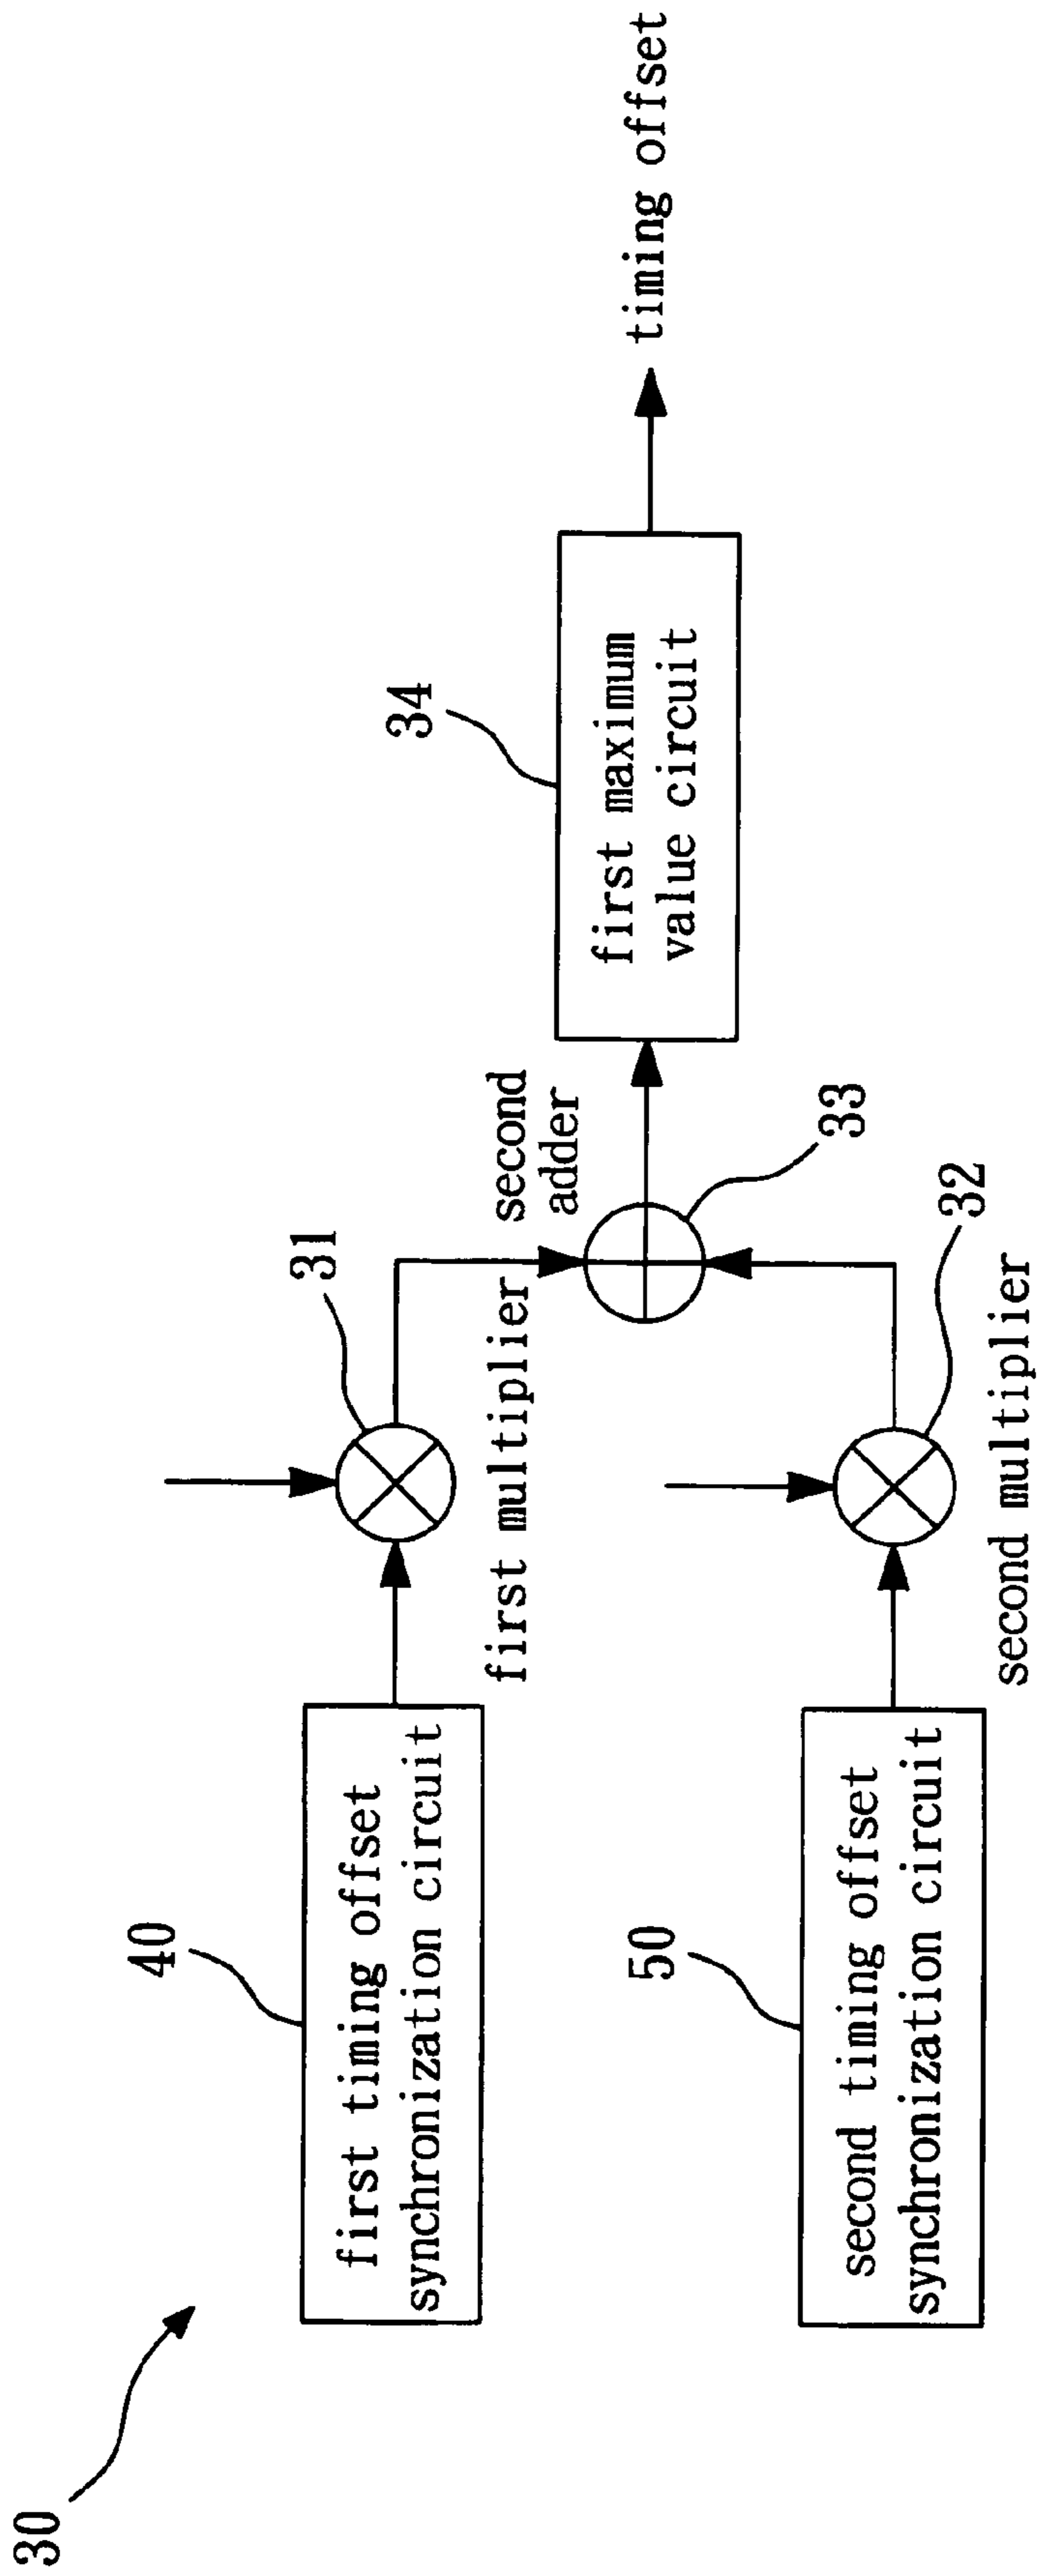 30
40
first timing offset
synchronization circuit
31
first multiplier
50
second timing offset
synchronization circuit
32
second multiplier
second
adder
33
34
first maximum
value circuit
timing offset